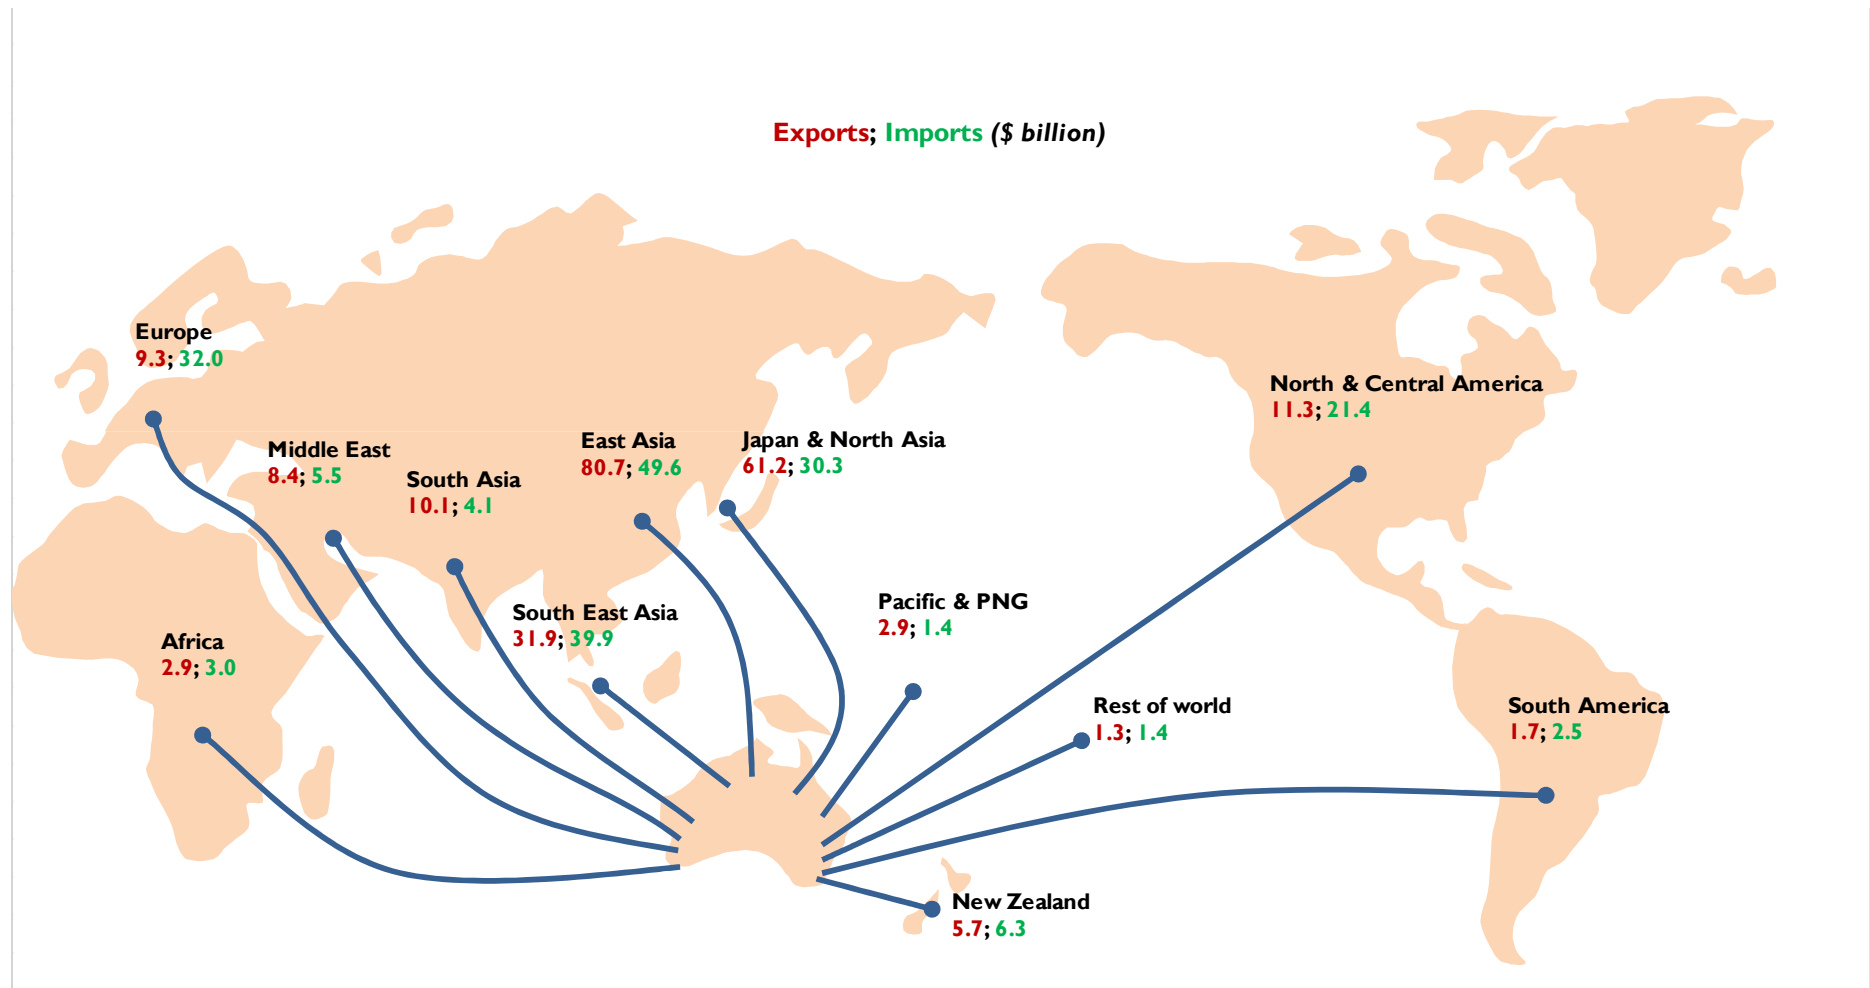 Exports; Imports ($ billion)
Europe
9.3; 32.0
North & Central America
11.3; 21.4
Middle East
8.4; 5.5
East Asia
80.7; 49.6
Japan & North Asia
61.2; 30.3
South Asia
10.1; 4.1
South East Asia
31.9; 39.9
Pacific & PNG
2.9; 1.4
Africa
2.9; 3.0
Rest of world
1.3; 1.4
South America
1.7; 2.5
New Zealand
5.7; 6.3